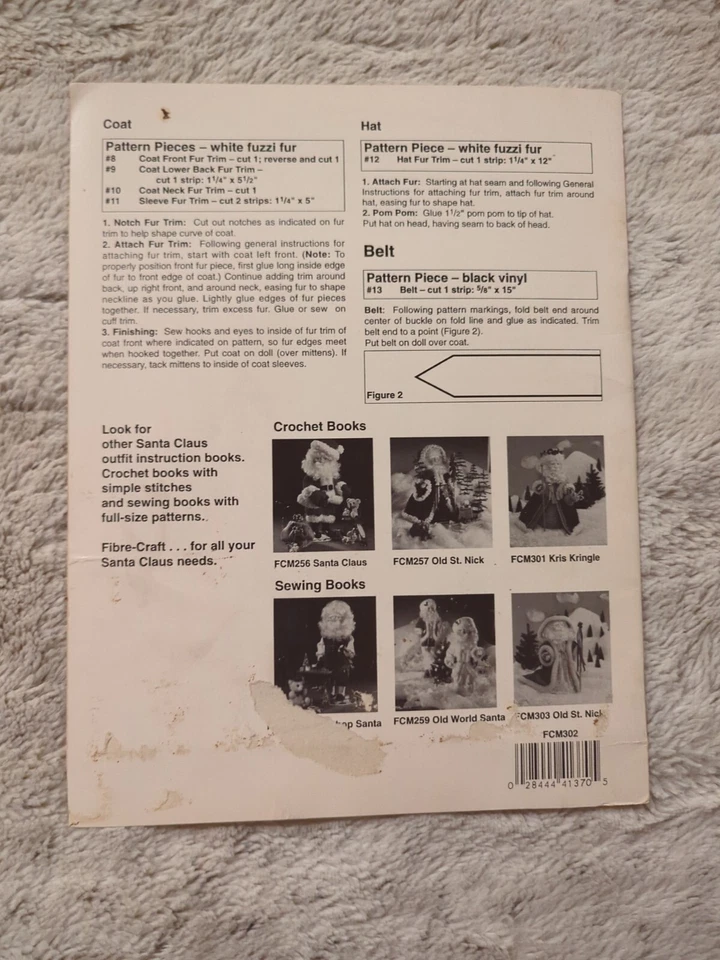 Coat
Pattern Pieces – white fuzzi fur
#8 Coat Front Fur Trim – cut 1; reverse and cut 1
#9 Coat Lower Back Fur Trim –
cut 1 strip: 1¹/⁴" x 5¹/²"
#10 Coat Neck Fur Trim – cut 1
#11 Sleeve Fur Trim – cut 2 strips: 1¹/⁴" x 5"
1. Notch Fur Trim: Cut out notches as indicated on fur
trim to help shape curve of coat.
2. Attach Fur Trim: Following general instructions for
attaching fur trim, start with coat left front. (Note: To
properly position front fur piece, first glue long inside edge
of fur to front edge of coat.) Continue adding trim around
back, up right front, and around neck, easing fur to shape
neckline as you glue. Lightly glue edges of fur pieces
together. If necessary, trim excess fur. Glue or sew on
cuff trim.
3. Finishing: Sew hooks and eyes to inside of fur trim of
coat front where indicated on pattern, so fur edges meet
when hooked together. Put coat on doll (over mittens). If
necessary, tack mittens to inside of coat sleeves.
Hat
Pattern Piece – white fuzzi fur
#12 Hat Fur Trim – cut 1 strip: 1¹/⁴" x 12"
1. Attach Fur: Starting at hat seam and following General
Instructions for attaching fur trim, attach fur trim around
hat, easing fur to shape hat.
2. Pom Pom: Glue 1¹/²" pom pom to tip of hat.
Put hat on head, having seam to back of head.
Belt
Pattern Piece – black vinyl
#13 Belt – cut 1 strip: ⁵/⁸" x 15"
Belt: Following pattern markings, fold belt end around
center of buckle on fold line and glue as indicated. Trim
belt end to a point (Figure 2).
Put belt on doll over coat.
Figure 2
Look for
other Santa Claus
outfit instruction books.
Crochet books with
simple stitches
and sewing books with
full-size patterns.
Fibre-Craft . . . for all your
Santa Claus needs.
Crochet Books
FCM256 Santa Claus
FCM257 Old St. Nick
FCM301 Kris Kringle
Sewing Books
hop Santa
FCM259 Old World Santa
FCM303 Old St. Nick
FCM302
0 28444 41370 5